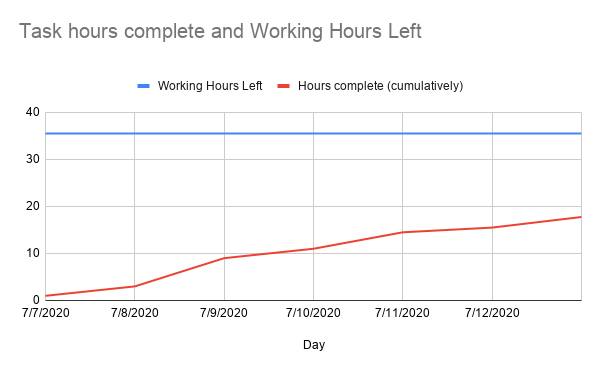 Task hours complete and Working Hours Left
Working Hours Left Hours complete (cumulatively)
40
30
20
10
0
7/7/2020 7/8/2020 7/9/2020 7/10/2020 7/11/2020 7/12/2020
Day